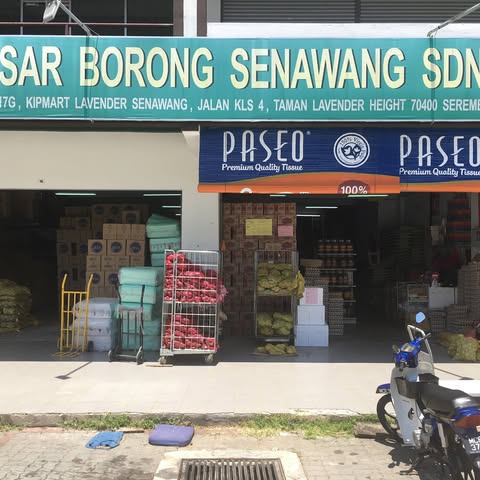 SAR BORONG SENAWANG SDN
17G, KIPMART LAVENDER SENAWANG, JALAN KLS 4, TAMAN LAVENDER HEIGHT 70400 SEREME
PASEO®
Premium Quality Tissue
100%
PASEO
Premium Quality Tissue